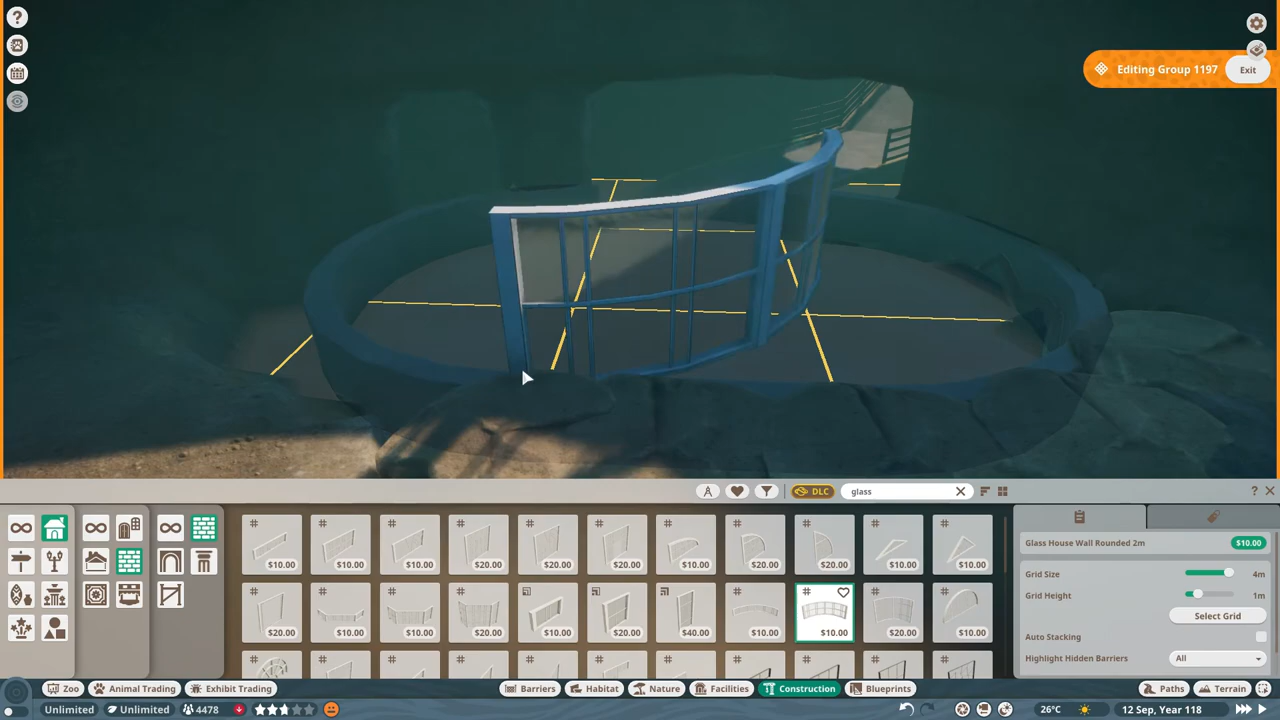 ?
Editing Group 1197
Exit
DLC
glass
? ×
$10.00 $10.00 $10.00 $20.00 $20.00 $20.00 $10.00 $20.00 $20.00 $10.00 $10.00
$20.00 $10.00 $10.00 $20.00 $10.00 $20.00 $40.00 $10.00 $10.00 $20.00 $10.00
Glass House Wall Rounded 2m $10.00
Grid Size 4m
Grid Height 1m
Select Grid
Auto Stacking
Highlight Hidden Barriers All
Zoo Animal Trading Exhibit Trading Barriers Habitat Nature Facilities Construction Blueprints Paths Terrain
Unlimited Unlimited 4478 26°C 12 Sep, Year 118